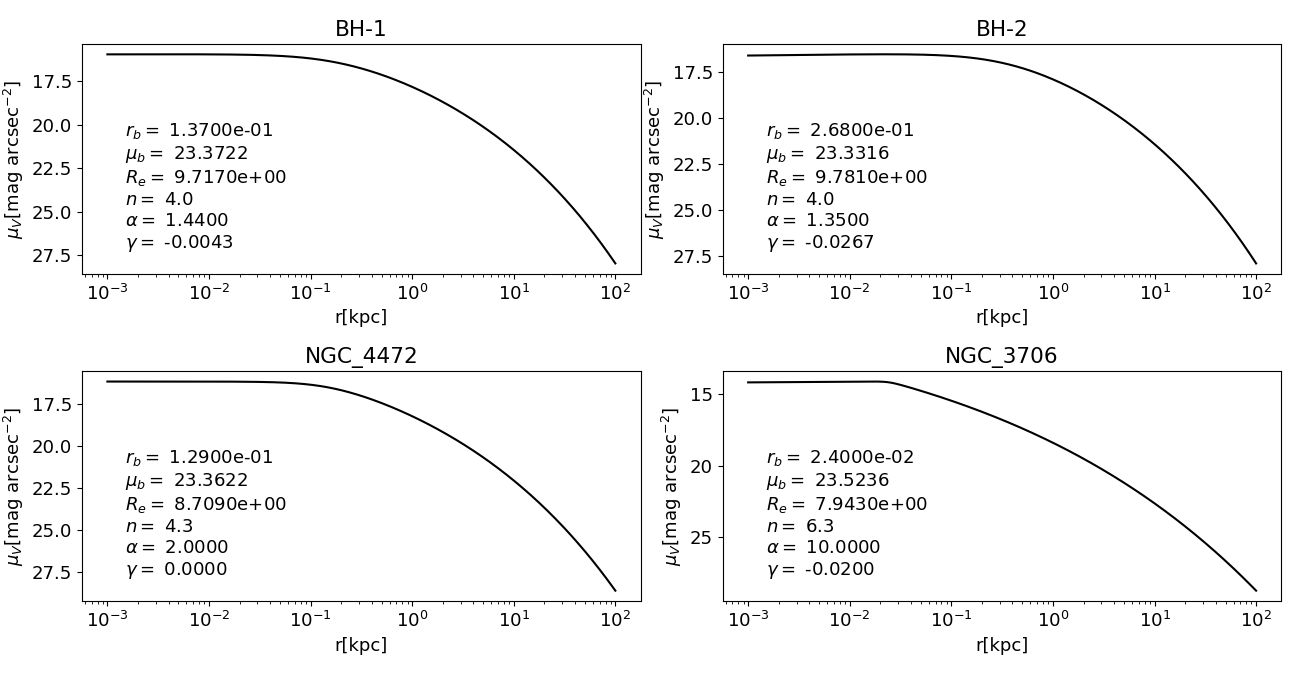 BH-1
μ_V[mag arcsec⁻²]
17.5
20.0
22.5
25.0
27.5
r_b = 1.3700e-01
μ_b = 23.3722
R_e = 9.7170e+00
n = 4.0
α = 1.4400
γ = -0.0043
10⁻³ 10⁻² 10⁻¹ 10⁰ 10¹ 10²
r[kpc]
BH-2
μ_V[mag arcsec⁻²]
17.5
20.0
22.5
25.0
27.5
r_b = 2.6800e-01
μ_b = 23.3316
R_e = 9.7810e+00
n = 4.0
α = 1.3500
γ = -0.0267
10⁻³ 10⁻² 10⁻¹ 10⁰ 10¹ 10²
r[kpc]
NGC_4472
μ_V[mag arcsec⁻²]
17.5
20.0
22.5
25.0
27.5
r_b = 1.2900e-01
μ_b = 23.3622
R_e = 8.7090e+00
n = 4.3
α = 2.0000
γ = 0.0000
10⁻³ 10⁻² 10⁻¹ 10⁰ 10¹ 10²
r[kpc]
NGC_3706
μ_V[mag arcsec⁻²]
15
20
25
r_b = 2.4000e-02
μ_b = 23.5236
R_e = 7.9430e+00
n = 6.3
α = 10.0000
γ = -0.0200
10⁻³ 10⁻² 10⁻¹ 10⁰ 10¹ 10²
r[kpc]